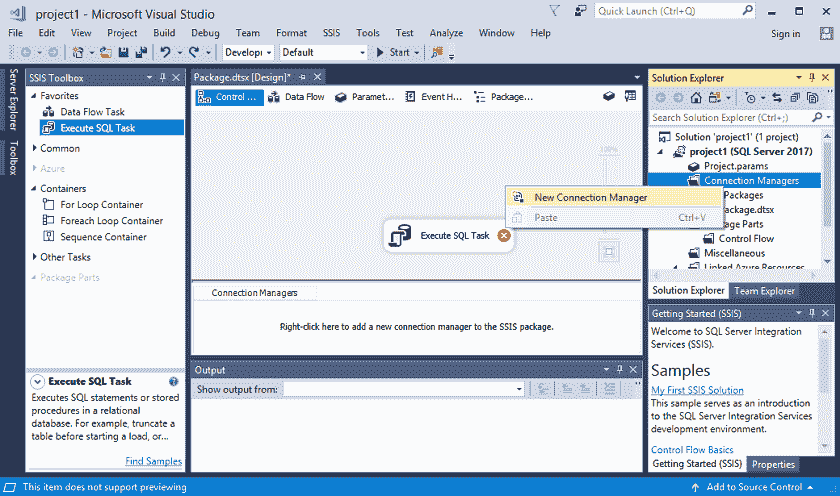 project1 - Microsoft Visual Studio
Quick Launch (Ctrl+Q)
File Edit View Project Build Debug Team Format SSIS Tools Test Analyze Window Help
Sign in
Develop Default Start
Server Explorer
Toolbox
SSIS Toolbox
Favorites
Data Flow Task
Execute SQL Task
Common
Azure
Containers
For Loop Container
Foreach Loop Container
Sequence Container
Other Tasks
Package Parts
Execute SQL Task
Executes SQL statements or stored
procedures in a relational
database. For example, truncate a
table before starting a load, or...
Find Samples
Package.dtsx [Design]*
Control ... Data Flow Paramet... Event H... Package...
100%
Execute SQL Task
New Connection Manager
Paste Ctrl+V
Connection Managers
Right-click here to add a new connection manager to the SSIS package.
Output
Show output from:
Solution Explorer
Search Solution Explorer (Ctrl+;)
Solution 'project1' (1 project)
project1 (SQL Server 2017)
Project.params
Connection Managers
Packages
ackage.dtsx
age Parts
Control Flow
Miscellaneous
Linked Azure Resources
Solution Explorer Team Explorer
Getting Started (SSIS)
Welcome to SQL Server Integration
Services (SSIS).
Samples
My First SSIS Solution
This sample serves as an introduction
to the SQL Server Integration Services
development environment.
Control Flow Basics
Getting Started (SSIS) Properties
This item does not support previewing
Add to Source Control